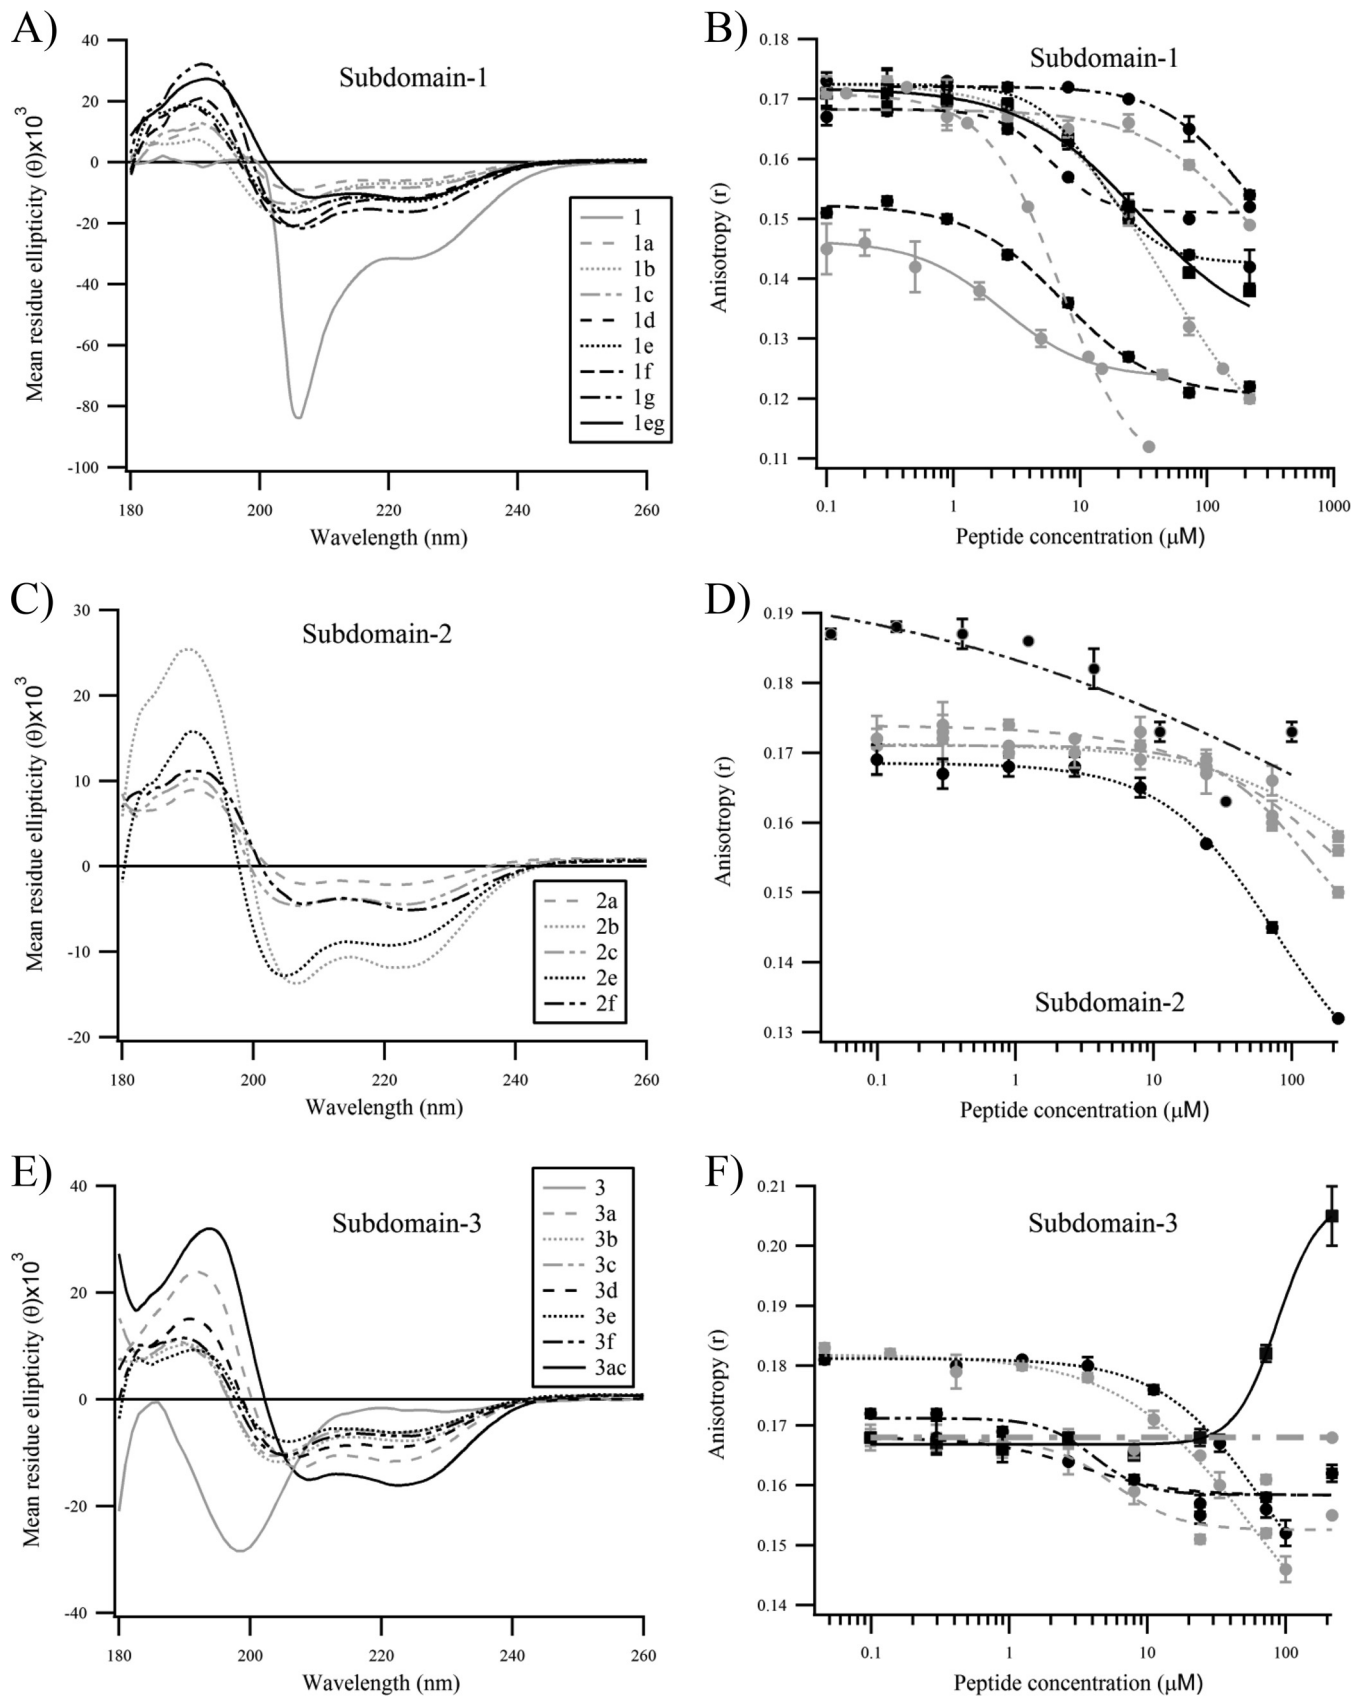 A)
Subdomain-1
Mean residue ellipticity (θ)x10³
40
20
0
-20
-40
-60
-80
-100
180
200
220
240
260
Wavelength (nm)
1
1a
1b
1c
1d
1e
1f
1g
1eg
B)
Subdomain-1
Anisotropy (r)
0.18
0.17
0.16
0.15
0.14
0.13
0.12
0.11
0.1
1
10
100
1000
Peptide concentration (μM)
C)
Subdomain-2
Mean residue ellipticity (θ)x10³
30
20
10
0
-10
-20
180
200
220
240
260
Wavelength (nm)
2a
2b
2c
2e
2f
D)
Subdomain-2
Anisotropy (r)
0.19
0.18
0.17
0.16
0.15
0.14
0.13
0.1
1
10
100
Peptide concentration (μM)
E)
Subdomain-3
Mean residue ellipticity (θ)x10³
40
20
0
-20
-40
180
200
220
240
260
Wavelength (nm)
3
3a
3b
3c
3d
3e
3f
3ac
F)
Subdomain-3
Anisotropy (r)
0.21
0.20
0.19
0.18
0.17
0.16
0.15
0.14
0.1
1
10
100
Peptide concentration (μM)